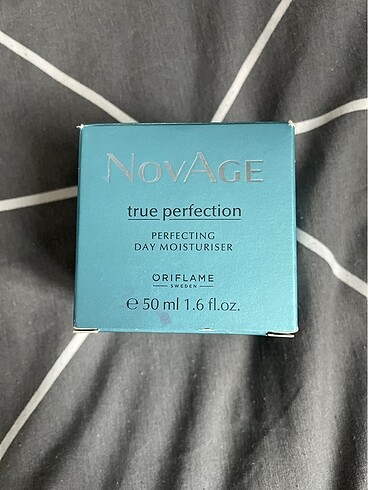 NOVAGE
true perfection
PERFECTING
DAY MOISTURISER
ORIFLAME
SWEDEN
℮ 50 ml 1.6 fl.oz.